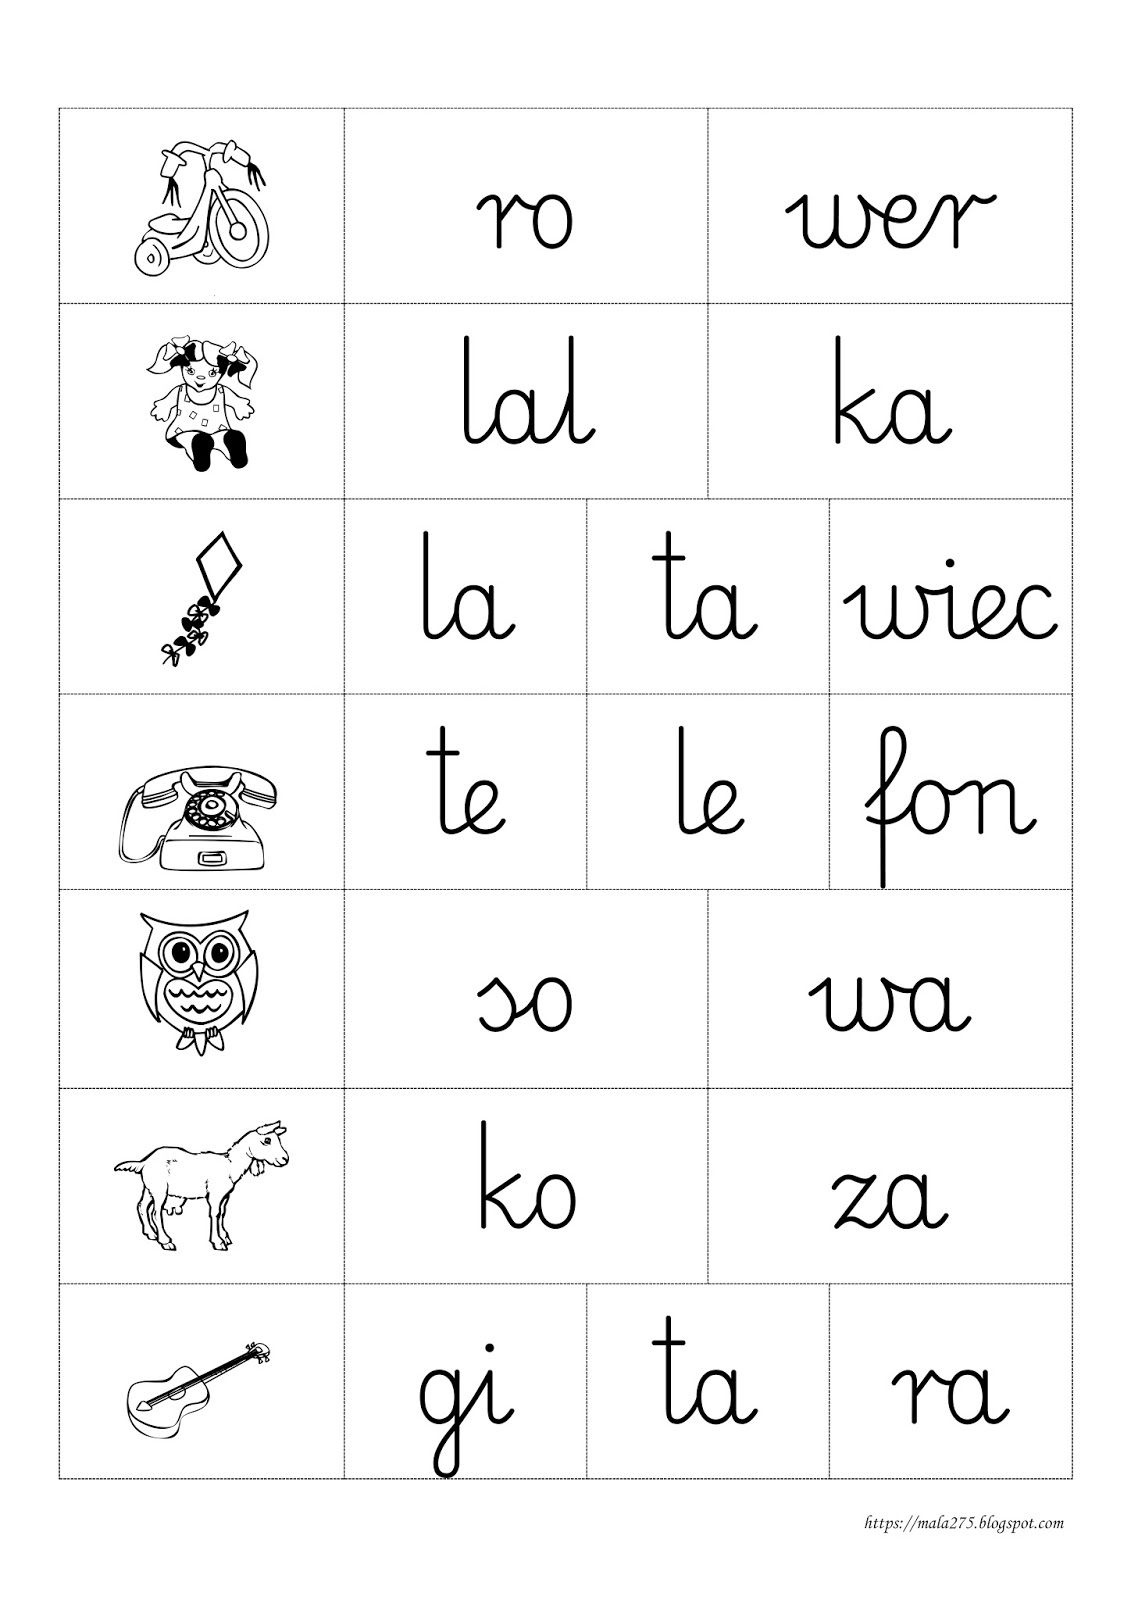 ro wer
lal ka
la ta wiec
te le fon
so wa
ko za
gi ta ra
https://mala275.blogspot.com